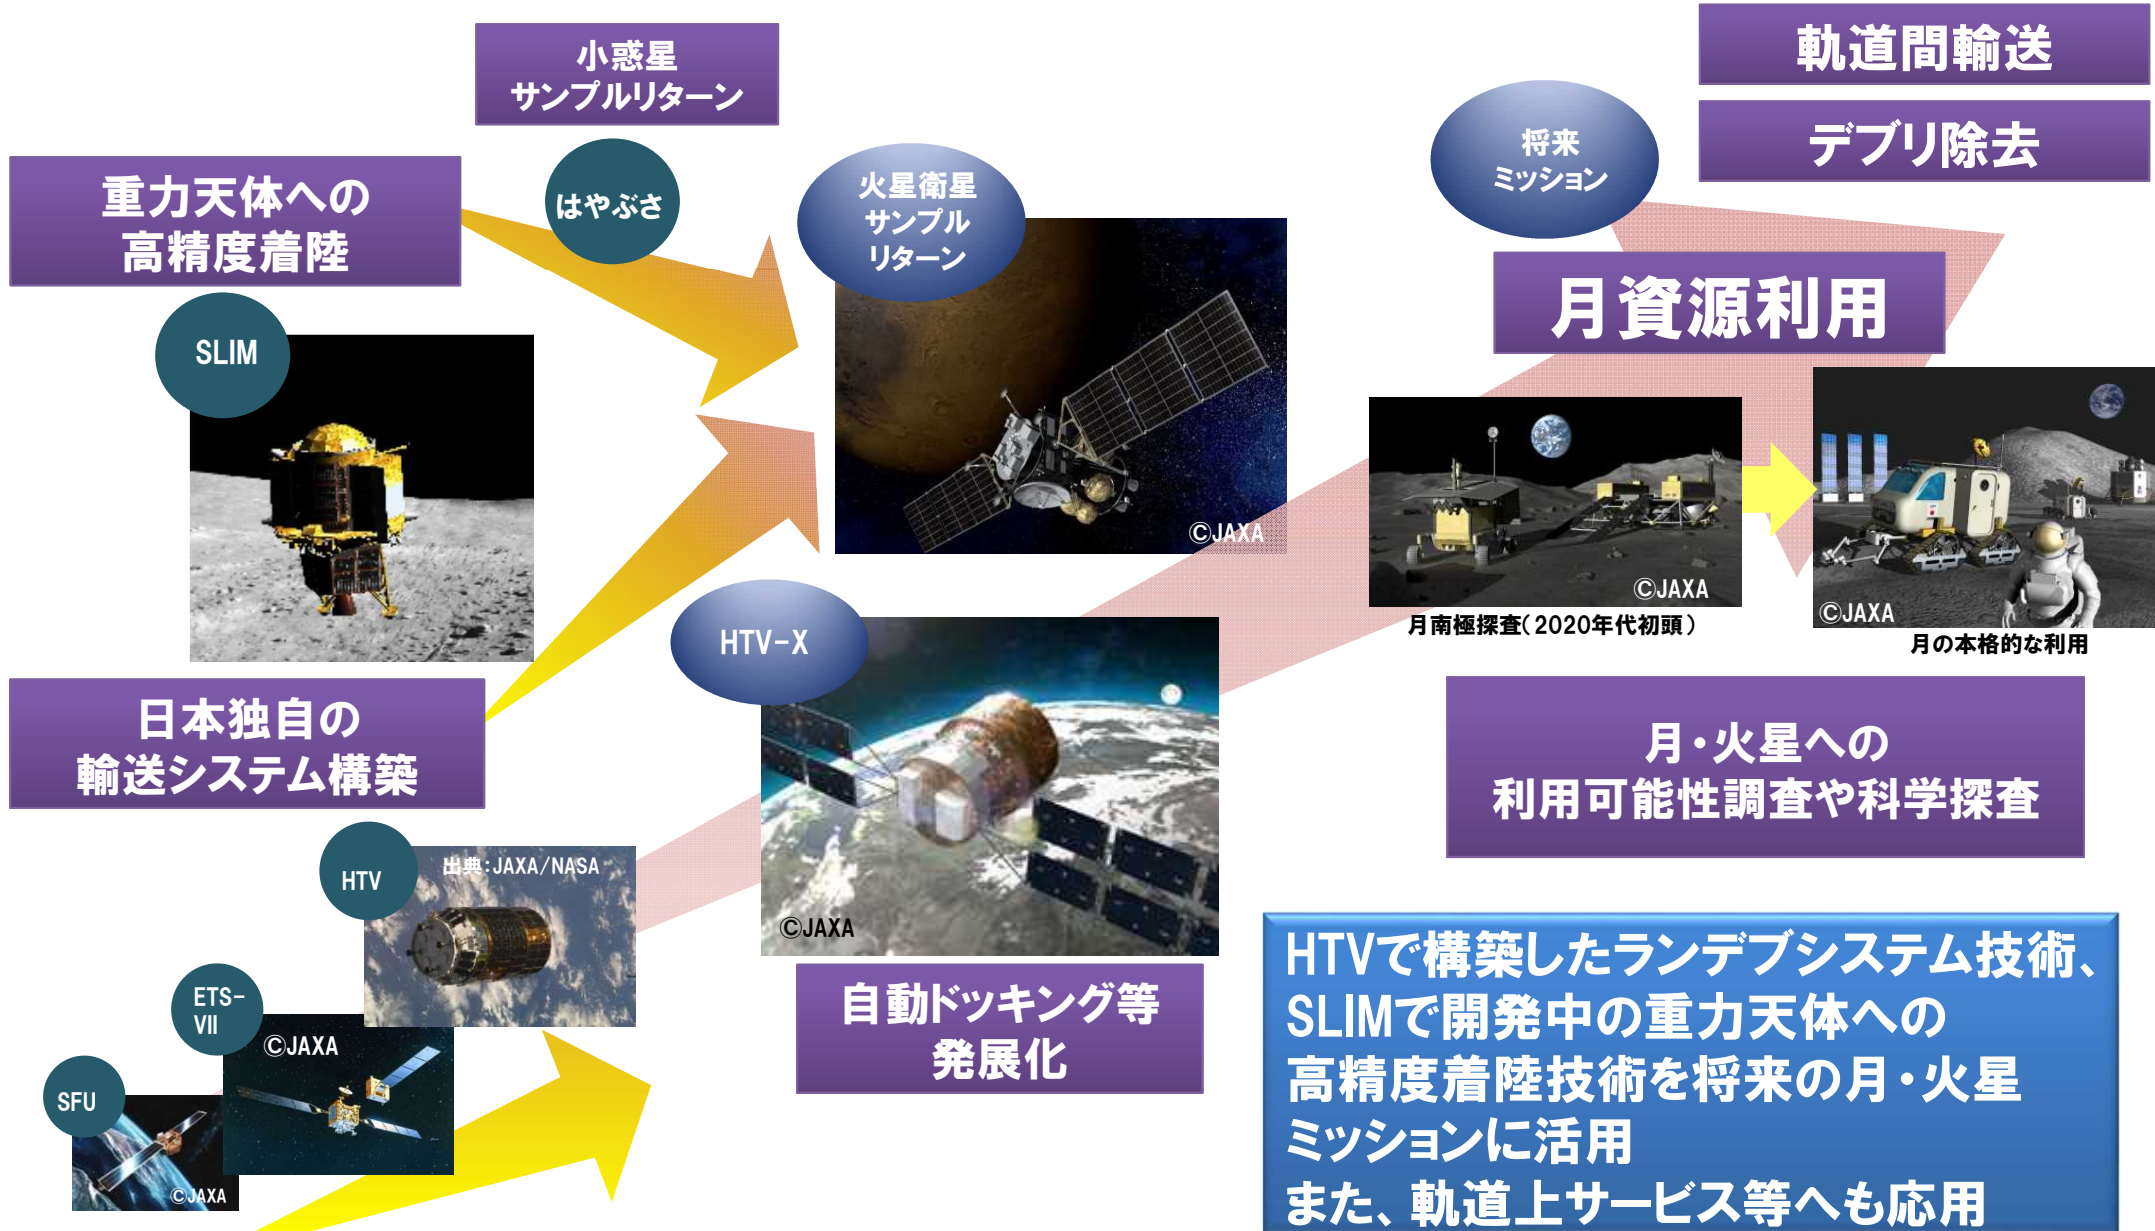 小惑星
サンプルリターン
軌道間輸送
デブリ除去
将来
ミッション
重力天体への
高精度着陸
はやぶさ
火星衛星
サンプル
リターン
月資源利用
SLIM
©JAXA
©JAXA
月南極探査(2020年代初頭)
©JAXA
月の本格的な利用
HTV-X
日本独自の
輸送システム構築
月・火星への
利用可能性調査や科学探査
HTV
出典:JAXA/NASA
©JAXA
自動ドッキング等
発展化
ETS-
VII
©JAXA
SFU
©JAXA
HTVで構築したランデブシステム技術、
SLIMで開発中の重力天体への
高精度着陸技術を将来の月・火星
ミッションに活用
また、軌道上サービス等へも応用